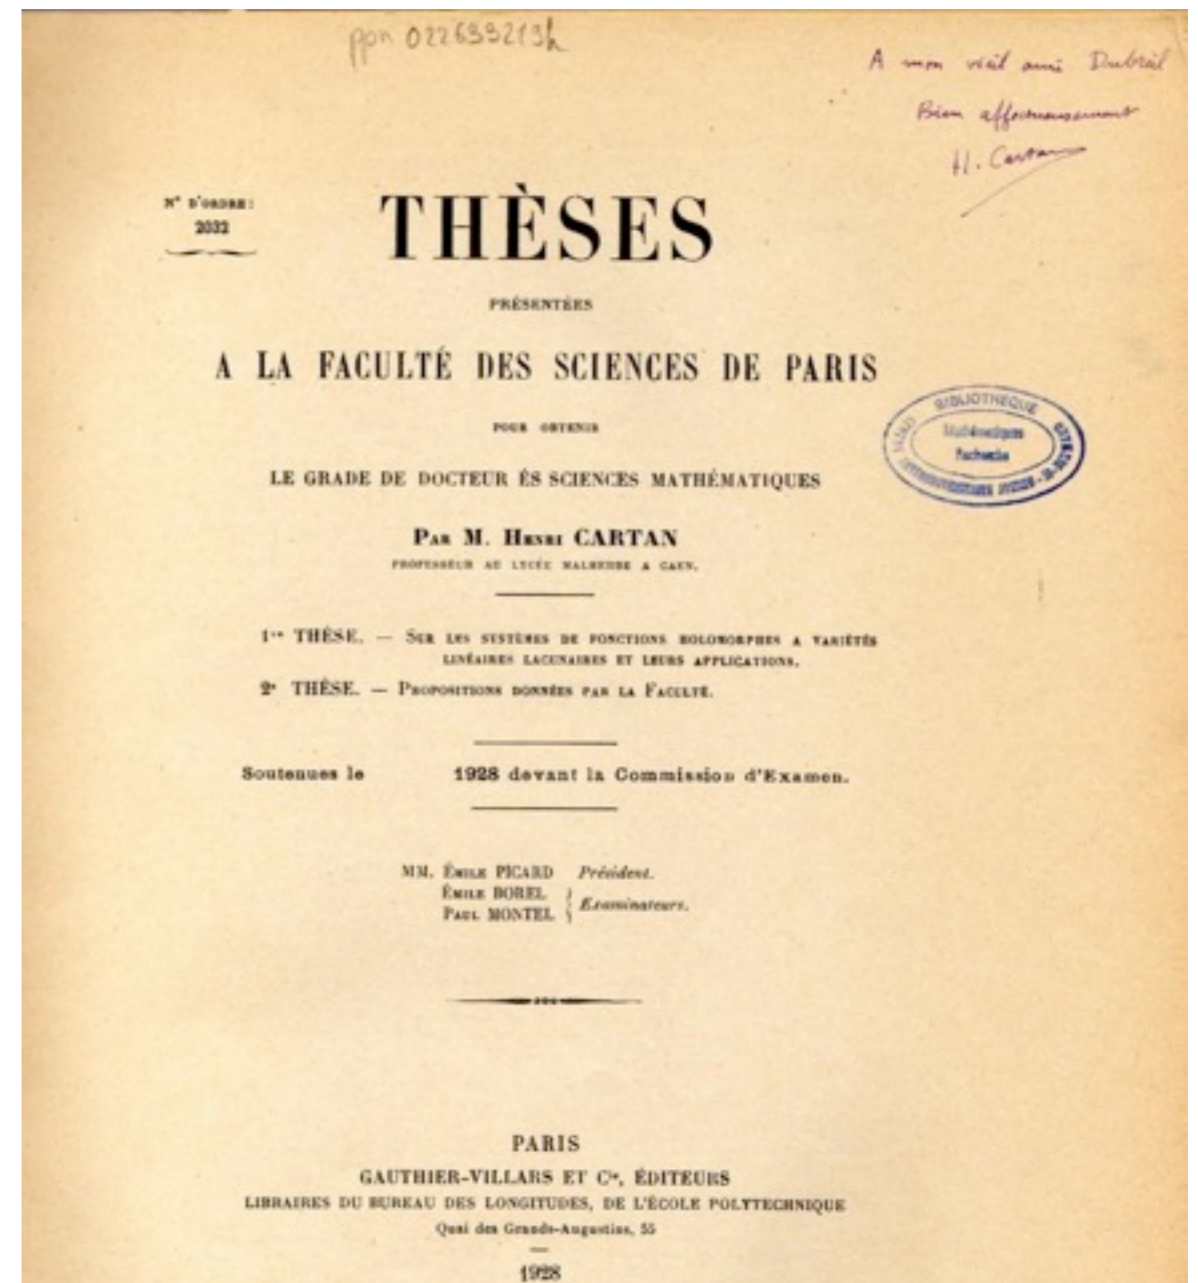 ppn 022633213
A mon vieil ami Dubreil
Bien affectueusement
H. Cartan
N° D'ORDRE:
2032
THÈSES
PRÉSENTÉES
A LA FACULTÉ DES SCIENCES DE PARIS
POUR OBTENIR
LE GRADE DE DOCTEUR ÈS SCIENCES MATHÉMATIQUES
PAR M. HENRI CARTAN
PROFESSEUR AU LYCÉE MALHERBE A CAEN.
BIBLIOTHEQUE
Mathématiques
Recherche
1re THÈSE. — SUR LES SYSTÈMES DE FONCTIONS HOLOMORPHES A VARIÉTÉS
LINÉAIRES LACUNAIRES ET LEURS APPLICATIONS.
2e THÈSE. — PROPOSITIONS DONNÉES PAR LA FACULTÉ.
Soutenues le 1928 devant la Commission d'Examen.
MM. ÉMILE PICARD Président.
ÉMILE BOREL
PAUL MONTEL
Examinateurs.
PARIS
GAUTHIER-VILLARS ET Cie, ÉDITEURS
LIBRAIRES DU BUREAU DES LONGITUDES, DE L'ÉCOLE POLYTECHNIQUE
Quai des Grands-Augustins, 55
1928